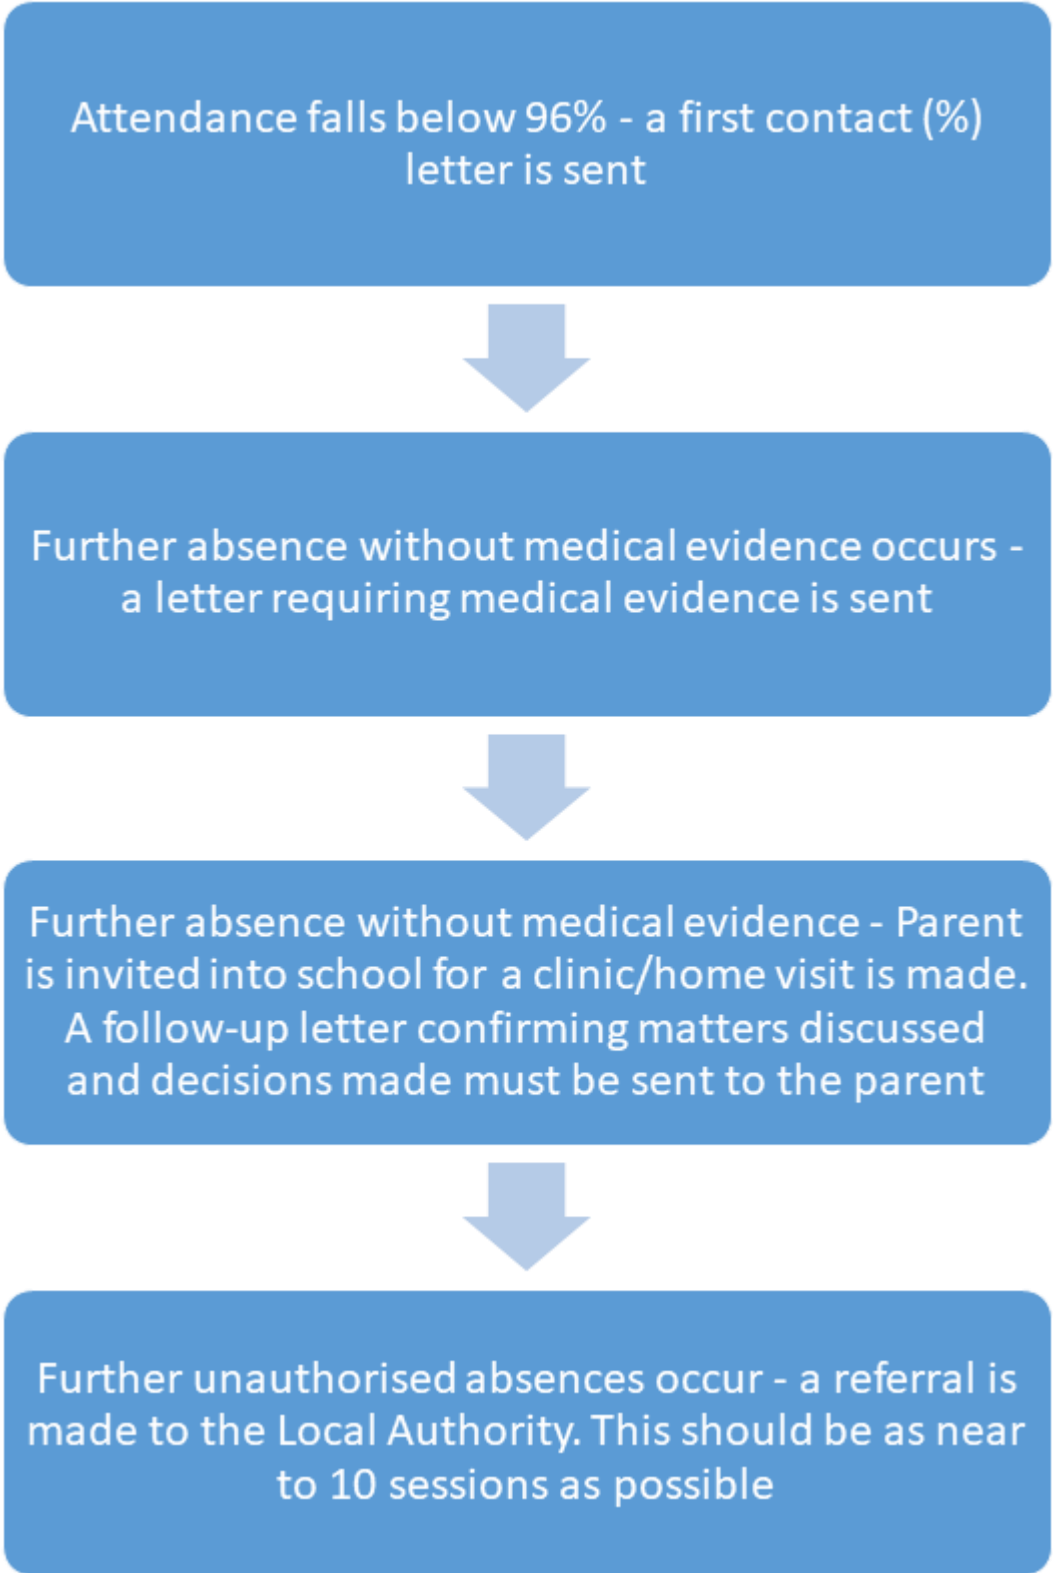 Attendance falls below 96% - a first contact (%)
letter is sent
Further absence without medical evidence occurs -
a letter requiring medical evidence is sent
Further absence without medical evidence - Parent
is invited into school for a clinic/home visit is made.
A follow-up letter confirming matters discussed
and decisions made must be sent to the parent
Further unauthorised absences occur - a referral is
made to the Local Authority. This should be as near
to 10 sessions as possible